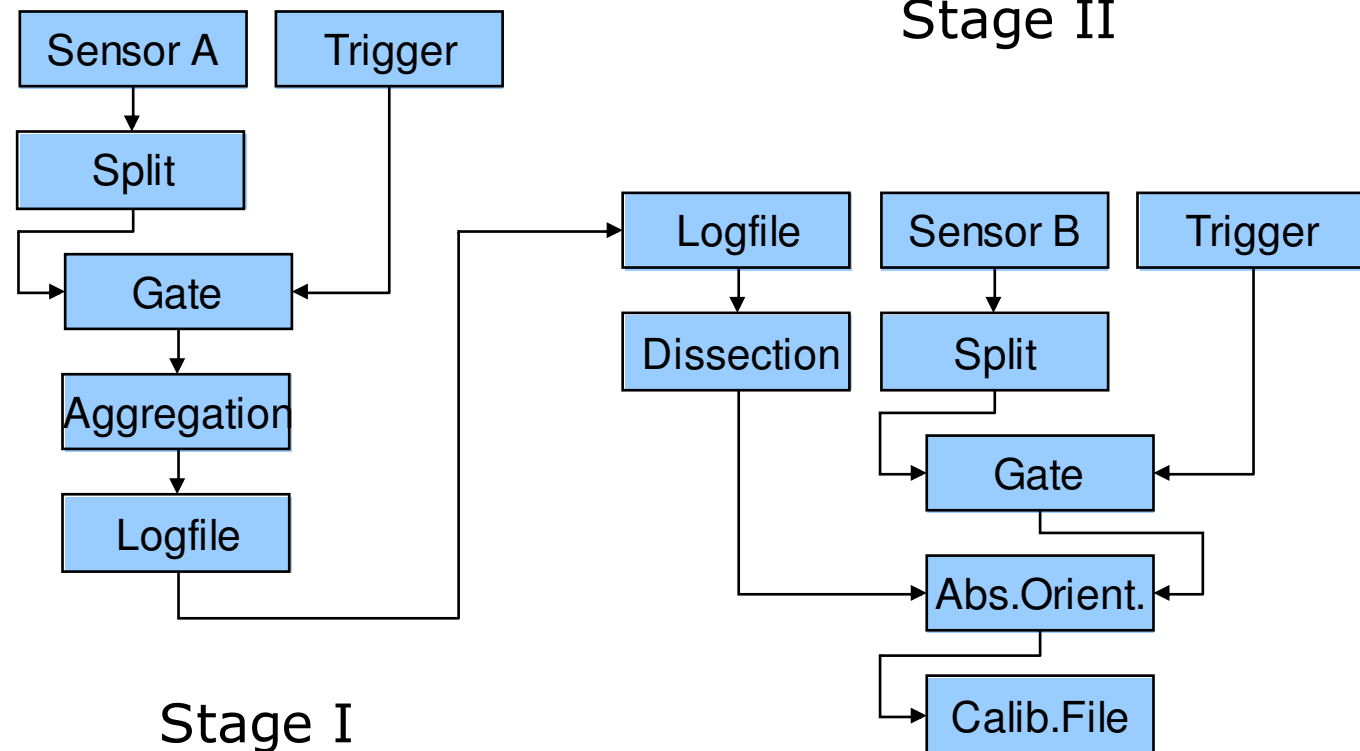 Stage II
Sensor A
Trigger
Split
Gate
Aggregation
Logfile
Stage I
Logfile
Sensor B
Trigger
Dissection
Split
Gate
Abs.Orient.
Calib.File